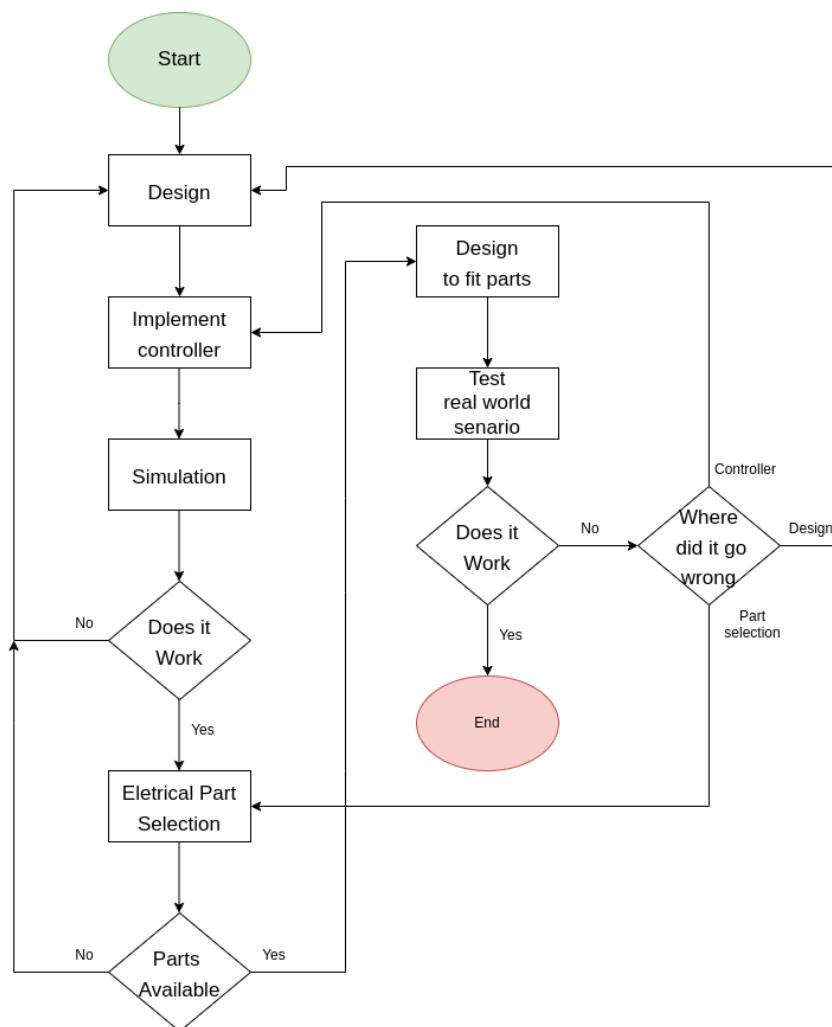 Start
Design
Implement
controller
Simulation
Does it
Work
No
Yes
Eletrical Part
Selection
Parts
Available
No
Yes
Design
to fit parts
Test
real world
senario
Does it
Work
No
Yes
End
Where
did it go
wrong
Controller
Design
Part
selection